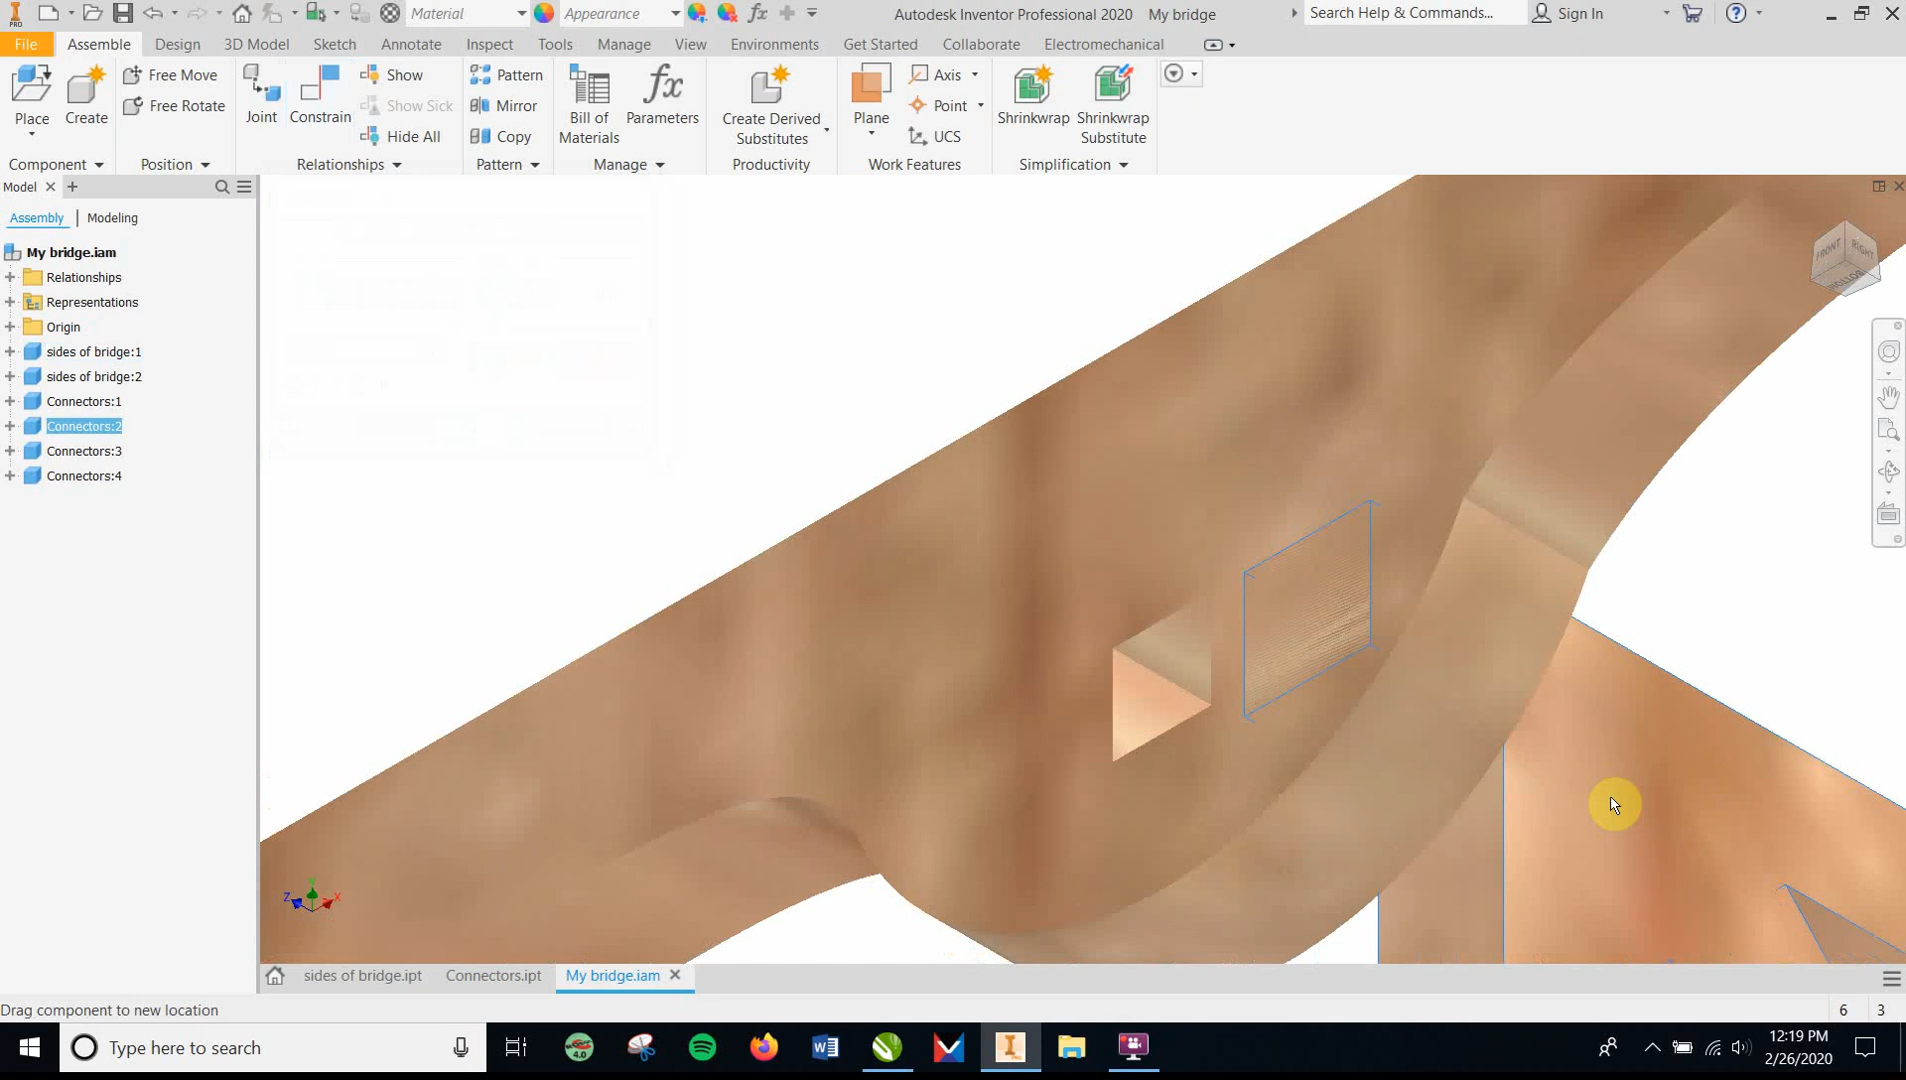 Material
Appearance
Autodesk Inventor Professional 2020 My bridge
Search Help & Commands...
Sign In
File Assemble Design 3D Model Sketch Annotate Inspect Tools Manage View Environments Get Started Collaborate Electromechanical
Place
Create
Free Move
Free Rotate
Joint
Constrain
Show
Show Sick
Hide All
Pattern
Mirror
Copy
Bill of
Materials
Parameters
Create Derived
Substitutes
Plane
Axis
Point
UCS
Shrinkwrap
Shrinkwrap
Substitute
Component Position Relationships Pattern Manage Productivity Work Features Simplification
Model
Assembly Modeling
My bridge.iam
Relationships
Representations
Origin
sides of bridge:1
sides of bridge:2
Connectors:1
Connectors:2
Connectors:3
Connectors:4
FRONT
RIGHT
BOTTOM
Y
Z
X
sides of bridge.ipt Connectors.ipt My bridge.iam
Drag component to new location
6 3
Type here to search
4.0
12:19 PM
2/26/2020